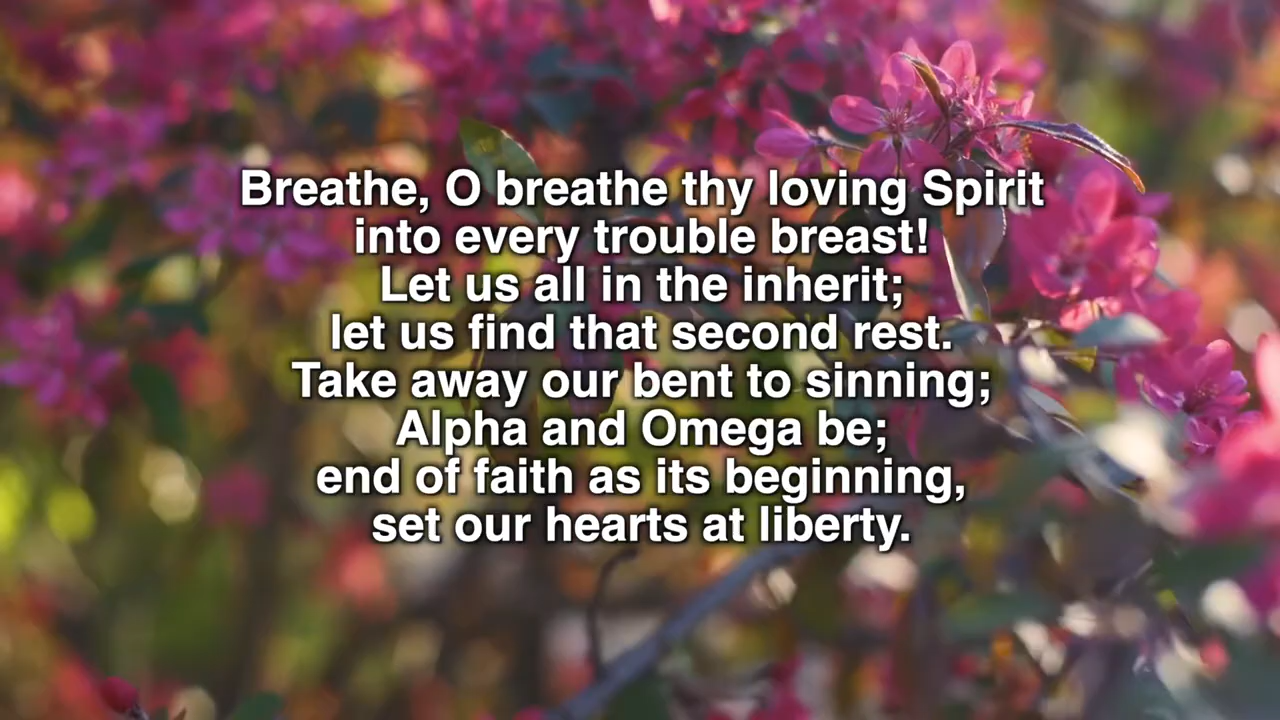 Breathe, O breathe thy loving Spirit
into every trouble breast!
Let us all in the inherit;
let us find that second rest.
Take away our bent to sinning;
Alpha and Omega be;
end of faith as its beginning,
set our hearts at liberty.